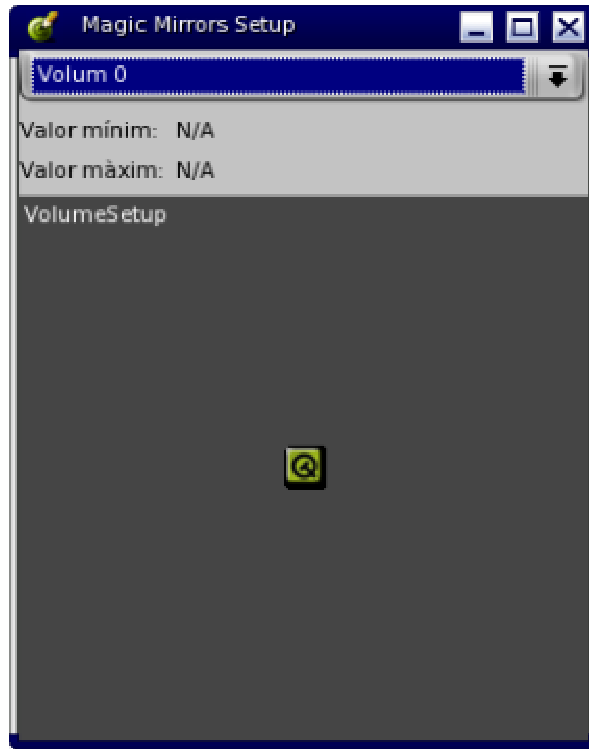 Magic Mirrors Setup
Volum 0
Valor mínim: N/A
Valor màxim: N/A
VolumeSetup